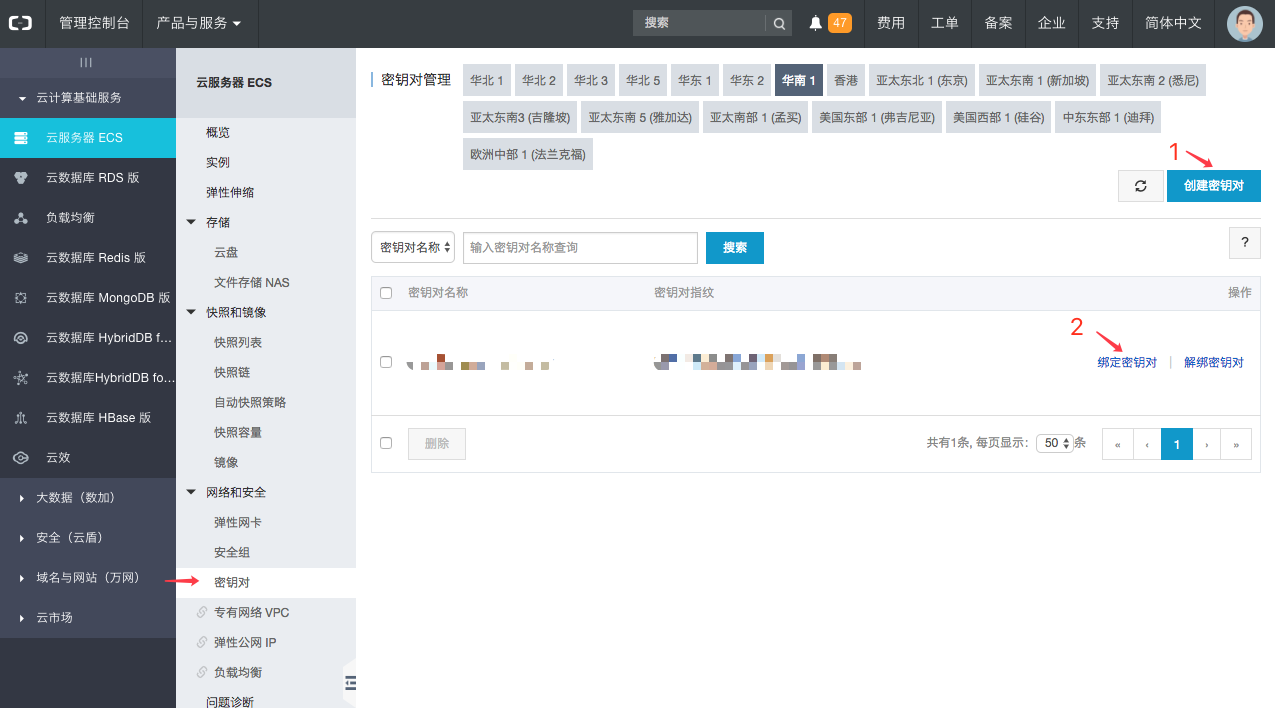 管理控制台
产品与服务
搜索
47
费用
工单
备案
企业
支持
简体中文
云计算基础服务
云服务器 ECS
云数据库 RDS 版
负载均衡
云数据库 Redis 版
云数据库 MongoDB 版
云数据库 HybridDB f...
云数据库HybridDB fo...
云数据库 HBase 版
云效
大数据（数加）
安全（云盾）
域名与网站（万网）
云市场
云服务器 ECS
概览
实例
弹性伸缩
存储
云盘
文件存储 NAS
快照和镜像
快照列表
快照链
自动快照策略
快照容量
镜像
网络和安全
弹性网卡
安全组
密钥对
专有网络 VPC
弹性公网 IP
负载均衡
问题诊断
密钥对管理
华北 1 华北 2 华北 3 华北 5 华东 1 华东 2 华南 1 香港 亚太东北 1 (东京) 亚太东南 1 (新加坡) 亚太东南 2 (悉尼)
亚太东南3 (吉隆坡) 亚太东南 5 (雅加达) 亚太南部 1 (孟买) 美国东部 1 (弗吉尼亚) 美国西部 1 (硅谷) 中东东部 1 (迪拜)
欧洲中部 1 (法兰克福)
1
创建密钥对
密钥对名称
输入密钥对名称查询
搜索
?
密钥对名称 密钥对指纹 操作
2
绑定密钥对 | 解绑密钥对
删除
共有1条, 每页显示: 50 条
« ‹ 1 › »